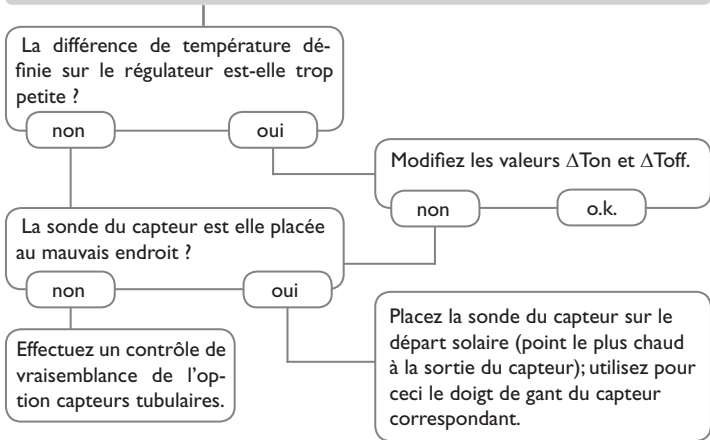 La différence de température dé-
finie sur le régulateur est-elle trop
petite ?
non
oui
Modifiez les valeurs ΔTon et ΔToff.
non
o.k.
La sonde du capteur est elle placée
au mauvais endroit ?
non
oui
Effectuez un contrôle de
vraisemblance de l’op-
tion capteurs tubulaires.
Placez la sonde du capteur sur le
départ solaire (point le plus chaud
à la sortie du capteur); utilisez pour
ceci le doigt de gant du capteur
correspondant.